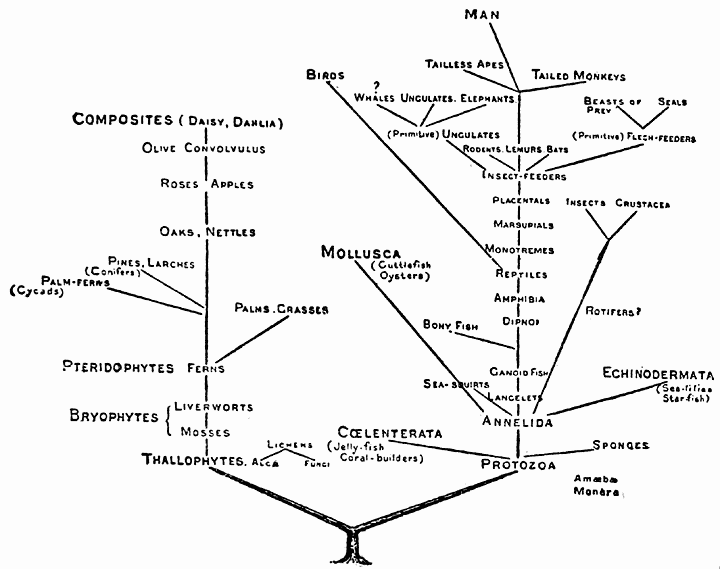 MAN
TAILLESS APES
TAILED MONKEYS
BIRDS
?
WHALES UNGULATES. ELEPHANTS
BEASTS OF PREY
SEALS
COMPOSITES (DAISY, DAHLIA)
(Primitive) UNGULATES
(Primitive) FLESH-FEEDERS
OLIVE CONVOLVULUS
RODENTS. LEMURS BATS
INSECT-FEEDERS
ROSES APPLES
PLACENTALS
INSECTS CRUSTACEA
MARSUPIALS
OAKS, NETTLES
MONOTREMES
MOLLUSCA
(Cuttlefish
Oysters)
PINES, LARCHES
(Conifers)
REPTILES
PALM-FERNS
(Cycads)
AMPHIBIA
PALMS. GRASSES
ROTIFERS?
DIPNOI
BONY FISH
PTERIDOPHYTES FERNS
GANOID FISH
ECHINODERMATA
(Sea-lilies
Star-fish)
SEA-SQUIRTS
LANCELETS
BRYOPHYTES { LIVERWORTS
MOSSES
ANNELIDA
CŒLENTERATA
(Jelly-fish
Coral-builders)
SPONGES
LICHENS
THALLOPHYTES. ALGÆ FUNGI
PROTOZOA
Amæbæ
Monera